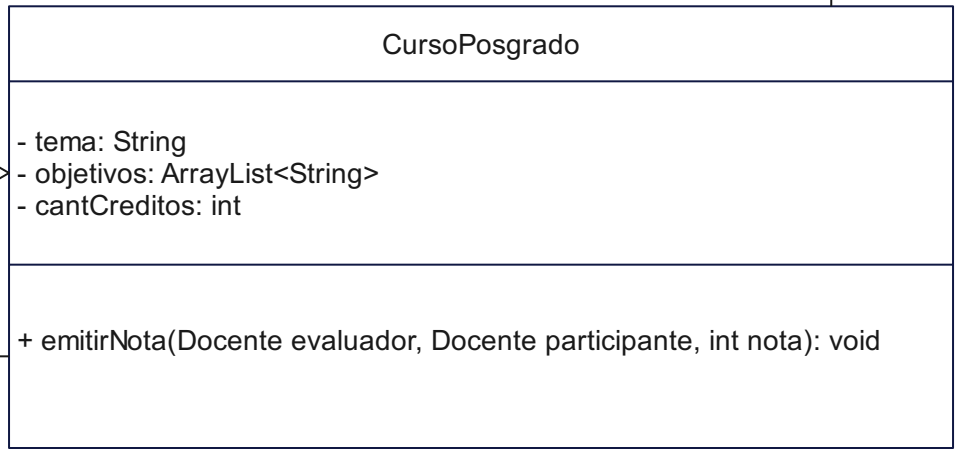 CursoPosgrado
- tema: String
- objetivos: ArrayList<String>
- cantCreditos: int
+ emitirNota(Docente evaluador, Docente participante, int nota): void